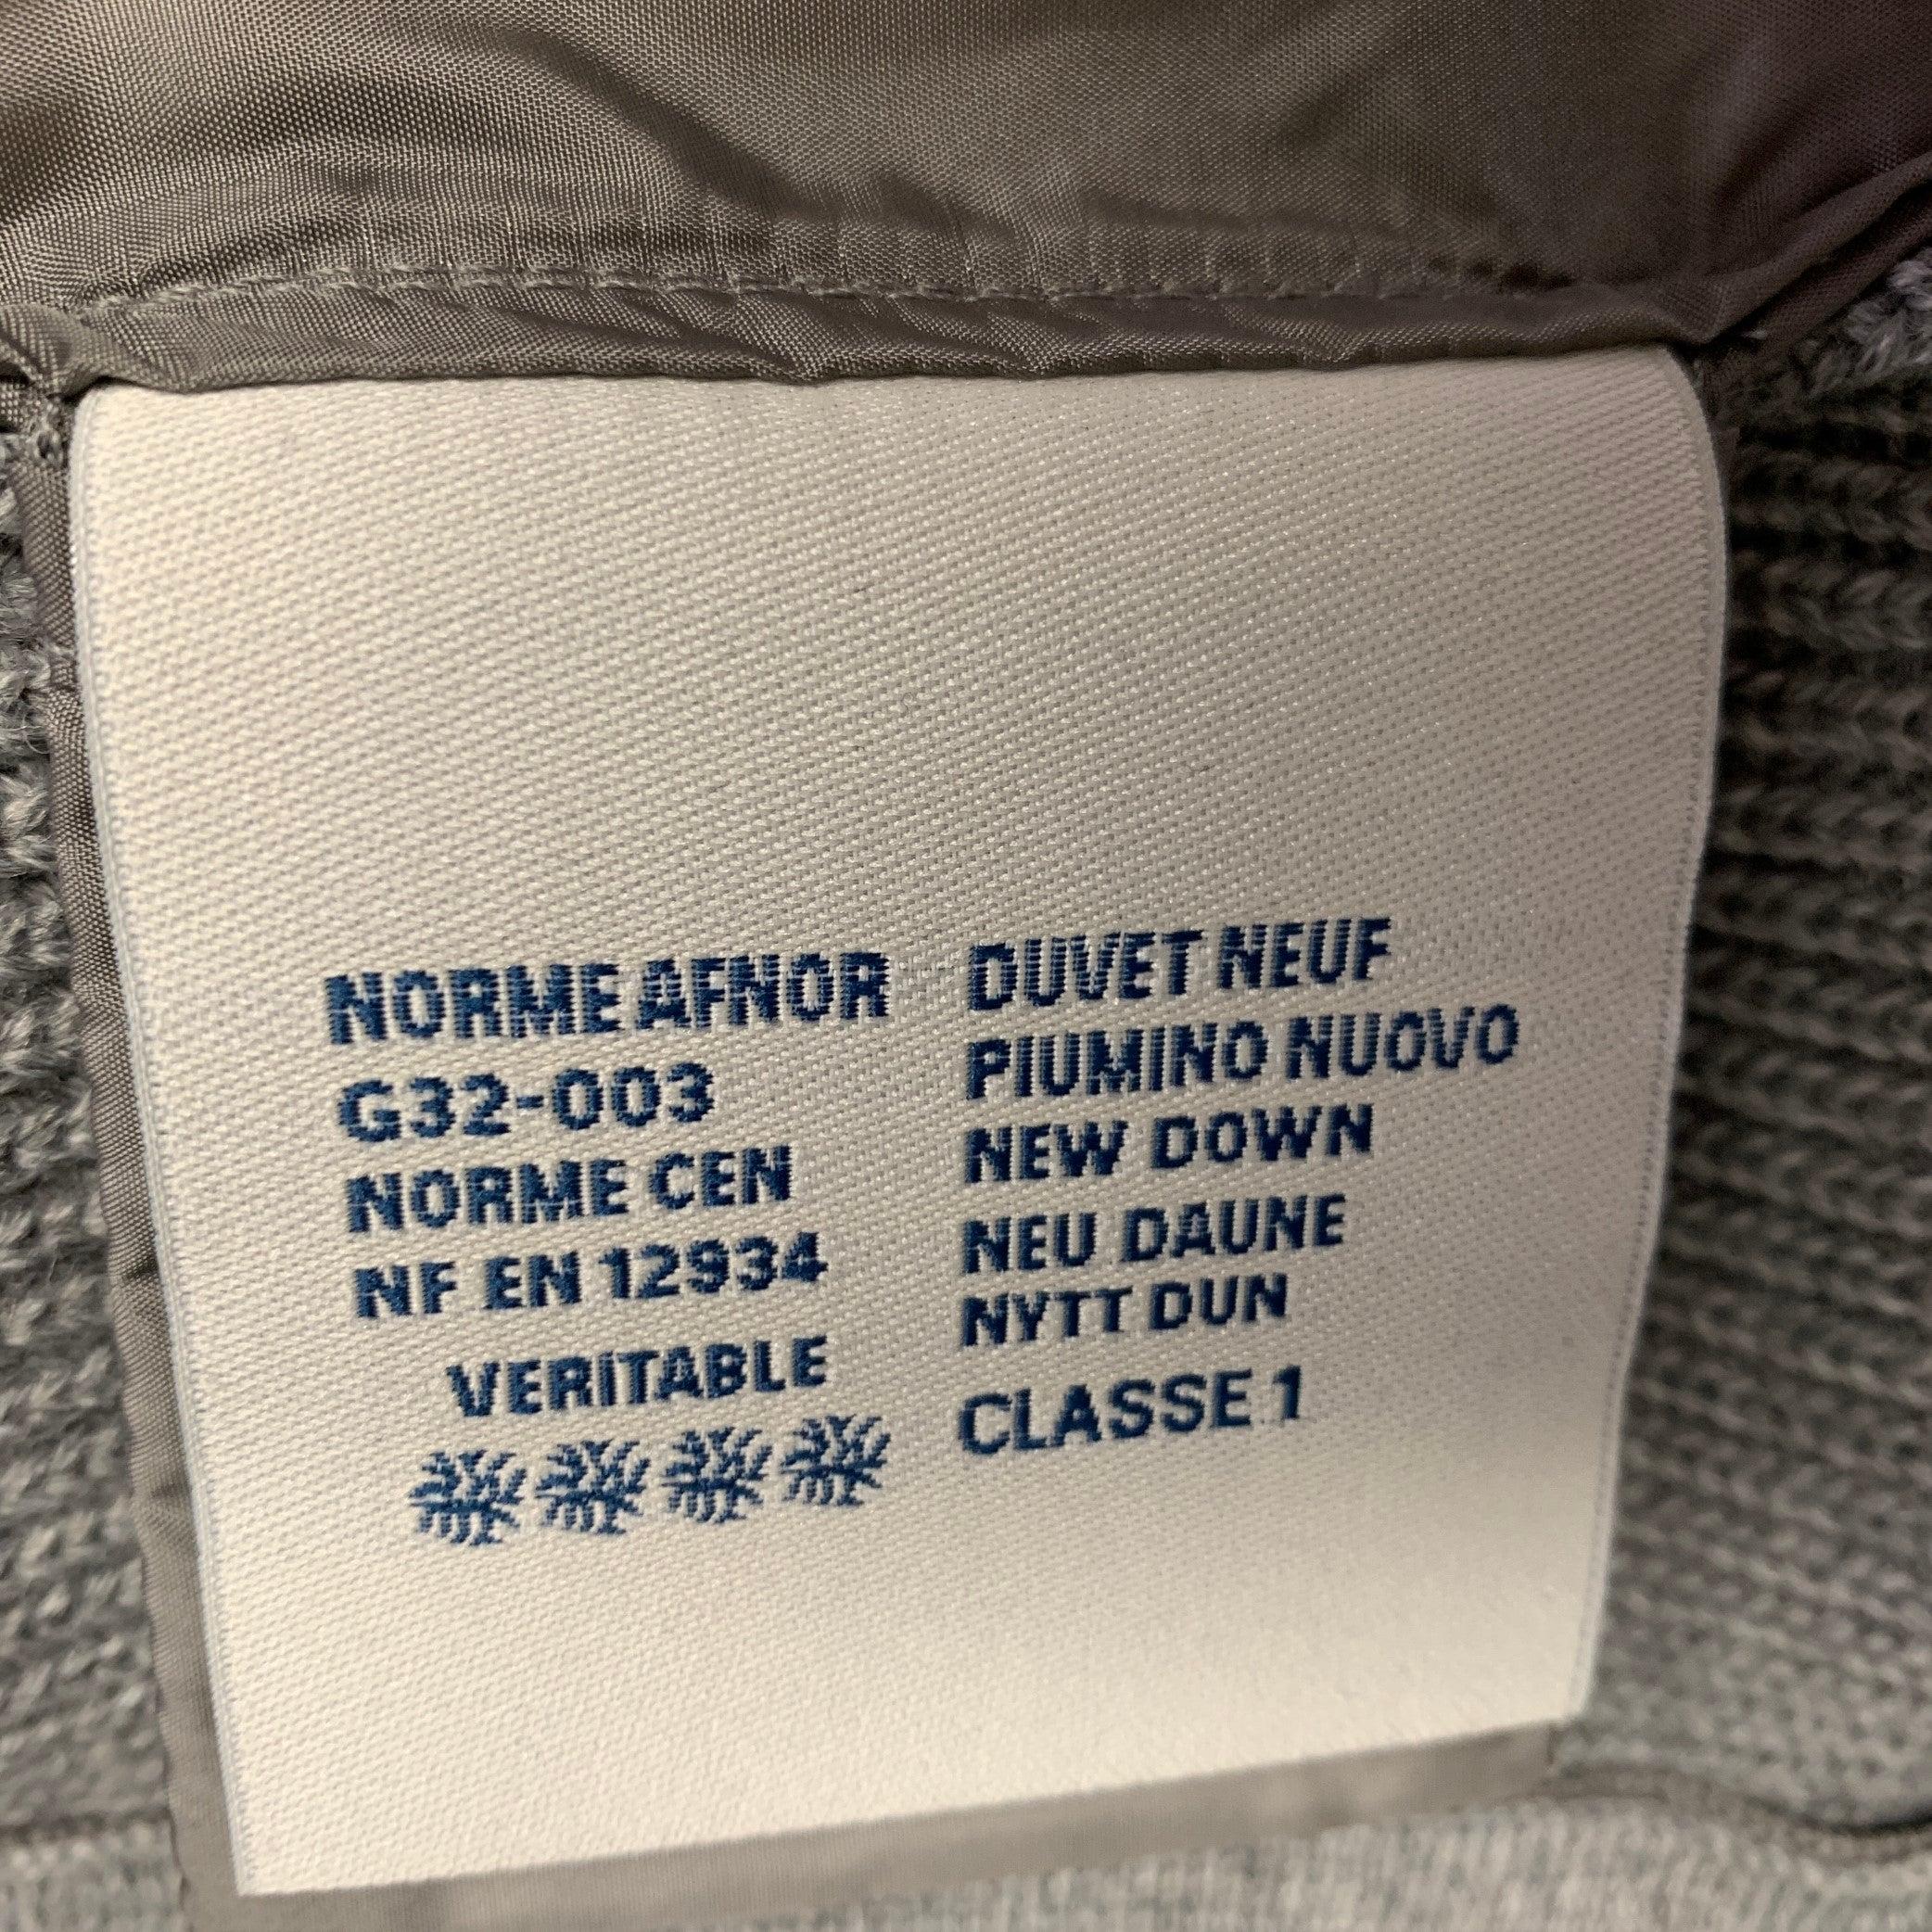 NORME AFNOR
G32-003
NORME CEN
NF EN 12934
VERITABLE
DUVET NEUF
PIUMINO NUOVO
NEW DOWN
NEU DAUNE
NYTT DUN
CLASSE 1